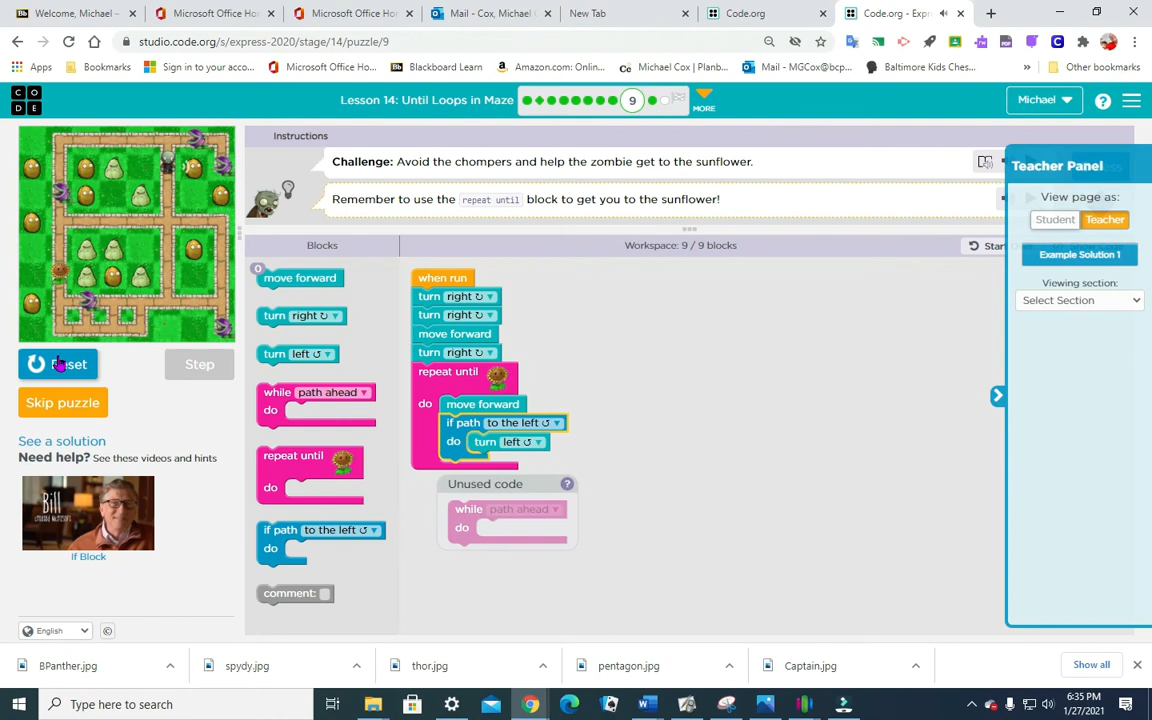 Welcome, Michael –
Microsoft Office Ho
Microsoft Office Hor
Mail - Cox, Michael
New Tab
Code.org
Code.org - Exp
studio.code.org/s/express-2020/stage/14/puzzle/9
Apps
Bookmarks
Sign in to your acco...
Microsoft Office Ho...
Blackboard Learn
Amazon.com: Onlin...
Michael Cox | Planb...
Mail - MGCox@bcp...
Baltimore Kids Ches...
»
Other bookmarks
C O
D E
Lesson 14: Until Loops in Maze
9
MORE
Michael
?
Instructions
Challenge: Avoid the chompers and help the zombie get to the sunflower.
Remember to use the repeat until block to get you to the sunflower!
Teacher Panel
View page as:
Student
Teacher
Example Solution 1
Viewing section:
Select Section
Blocks
Workspace: 9 / 9 blocks
0
move forward
turn right ↻
turn left ↺
while path ahead
do
repeat until
do
if path to the left ↺
do
comment:
when run
turn right ↻
turn right ↻
move forward
turn right ↻
repeat until
do
move forward
if path to the left ↺
do turn left ↺
Unused code
?
while path ahead
do
Step
Skip puzzle
See a solution
Need help? See these videos and hints
Bill
If Block
English
©
BPanther.jpg
spydy.jpg
thor.jpg
pentagon.jpg
Captain.jpg
Show all
Type here to search
6:35 PM
1/27/2021